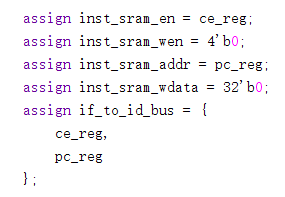 assign inst_sram_en = ce_reg;
assign inst_sram_wen = 4'b0;
assign inst_sram_addr = pc_reg;
assign inst_sram_wdata = 32'b0;
assign if_to_id_bus = {
    ce_reg,
    pc_reg
};